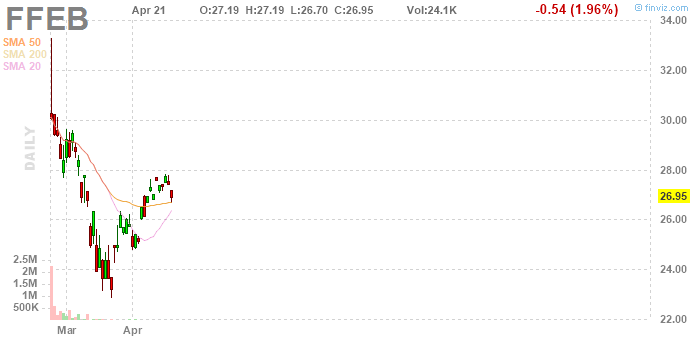 FFEB
Apr 21 O:27.19 H:27.19 L:26.70 C:26.95 Vol:24.1K -0.54 (1.96%) © finviz.com
SMA 50
SMA 200
SMA 20
DAILY
34.00
32.00
30.00
28.00
26.95
26.00
24.00
22.00
2.5M
2M
1.5M
1M
500K
Mar Apr